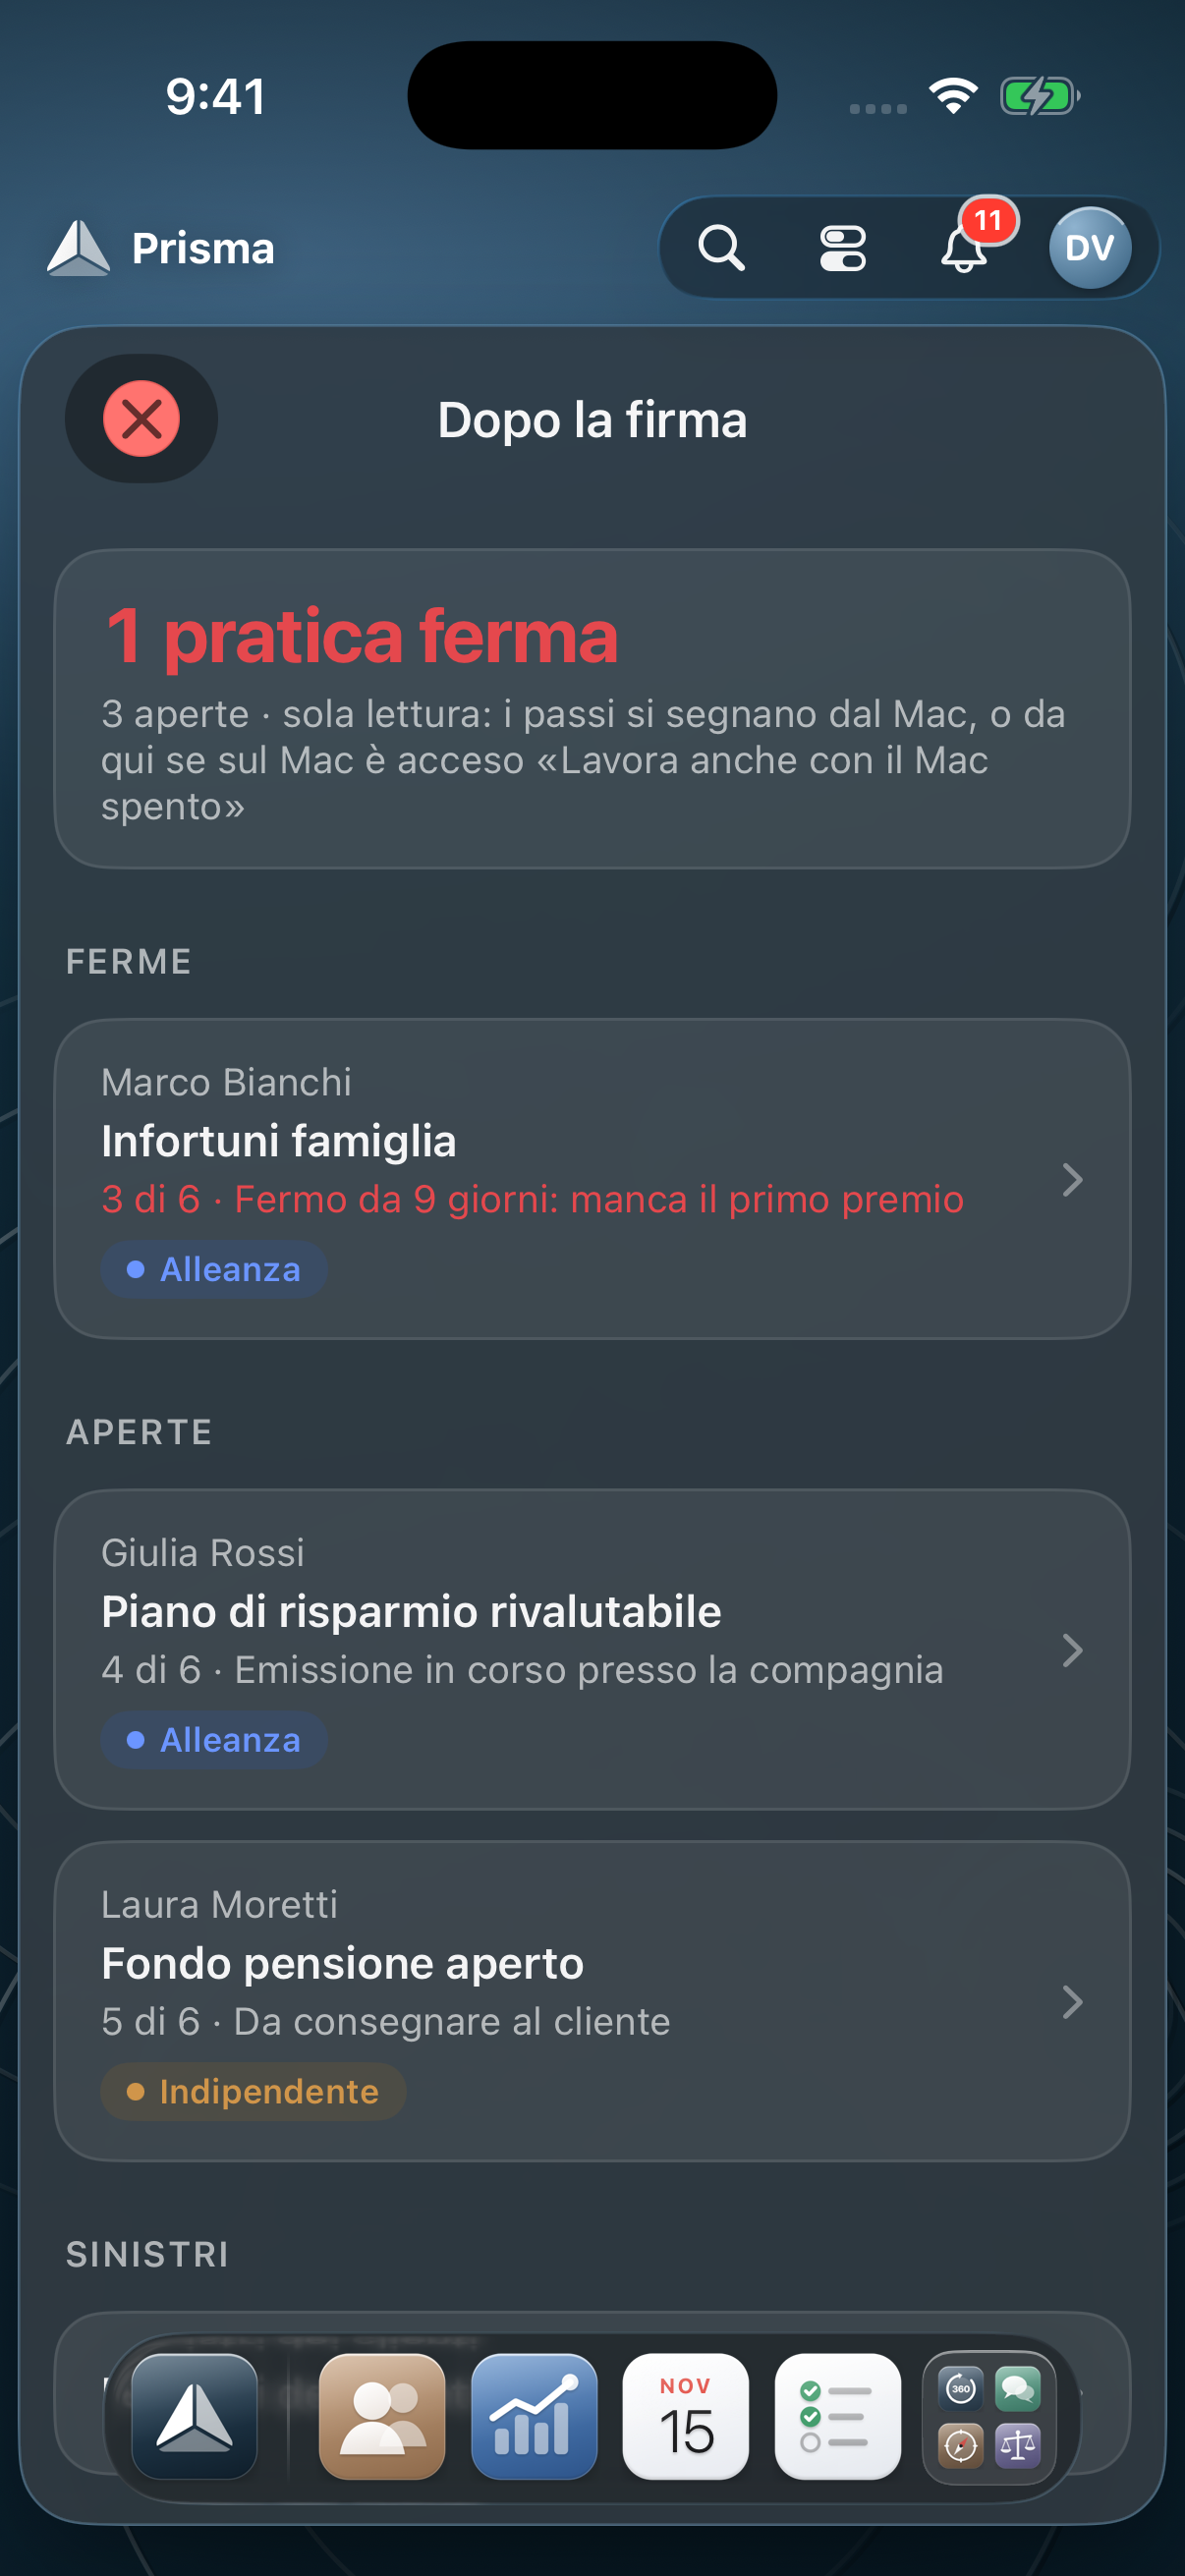 9:41
Prisma
11
DV
Dopo la firma
1 pratica ferma
3 aperte · sola lettura: i passi si segnano dal Mac, o da
qui se sul Mac è acceso «Lavora anche con il Mac
spento»
FERME
Marco Bianchi
Infortuni famiglia
3 di 6 · Fermo da 9 giorni: manca il primo premio
Alleanza
APERTE
Giulia Rossi
Piano di risparmio rivalutabile
4 di 6 · Emissione in corso presso la compagnia
Alleanza
Laura Moretti
Fondo pensione aperto
5 di 6 · Da consegnare al cliente
Indipendente
SINISTRI
NOV
15
360